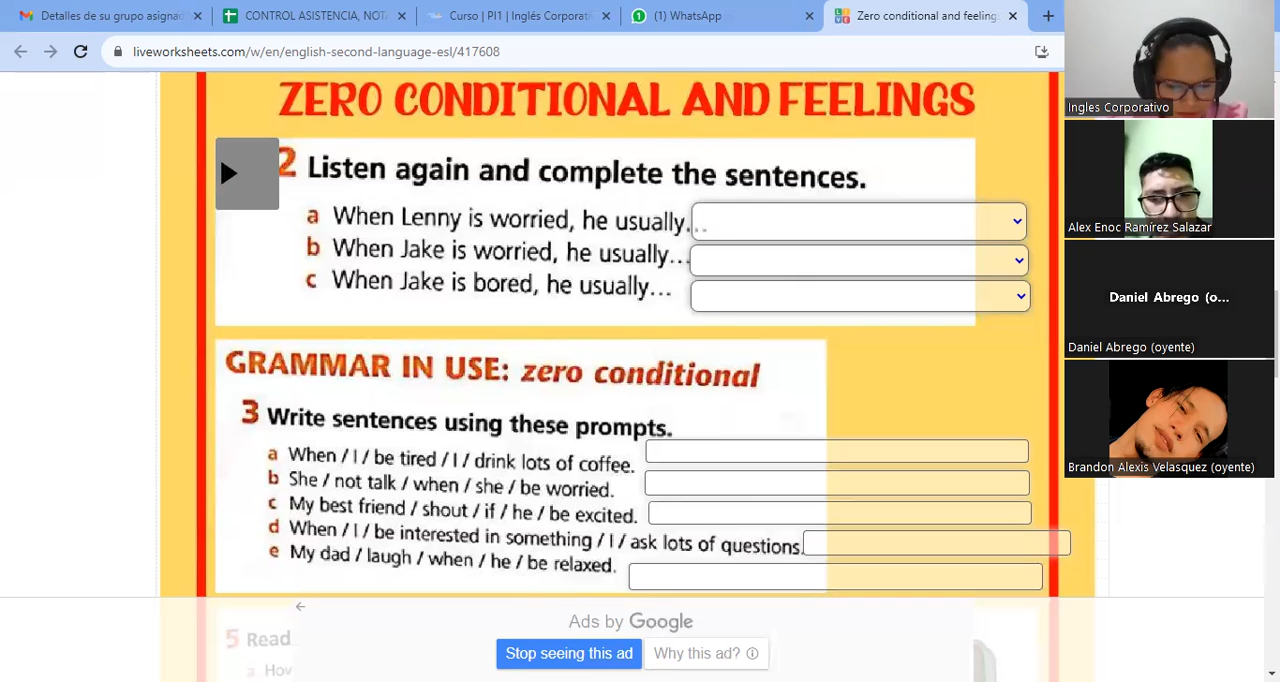 Detalles de su grupo asignad
CONTROL ASISTENCIA, NOT
Curso | PI1 | Inglés Corporati
(1) WhatsApp
Zero conditional and feeling
liveworksheets.com/w/en/english-second-language-esl/417608
ZERO CONDITIONAL AND FEELINGS
2 Listen again and complete the sentences.
a When Lenny is worried, he usually...
b When Jake is worried, he usually...
c When Jake is bored, he usually...
GRAMMAR IN USE: zero conditional
3 Write sentences using these prompts.
a When / I / be tired / I / drink lots of coffee.
b She / not talk / when / she / be worried.
c My best friend / shout / if / he / be excited.
d When / I / be interested in something / I / ask lots of questions.
e My dad / laugh / when / he / be relaxed.
Ads by Google
Stop seeing this ad
Why this ad?
5 Read
a How
Ingles Corporativo
Alex Enoc Ramirez Salazar
Daniel Abrego (o...
Daniel Abrego (oyente)
Brandon Alexis Velasquez (oyente)